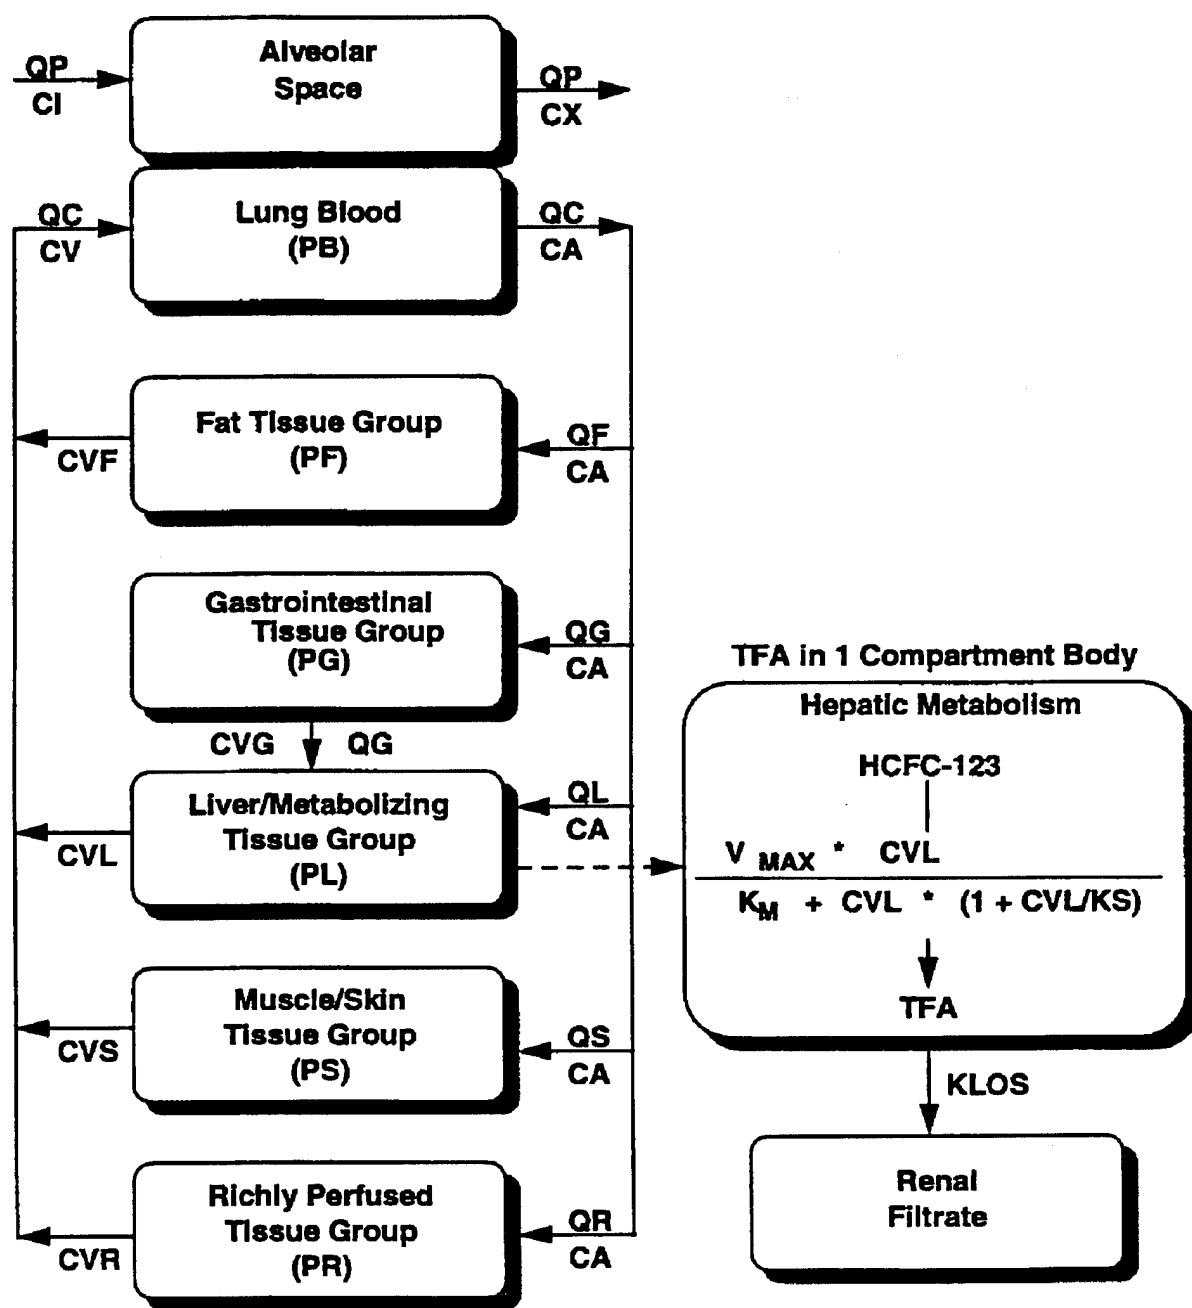 Alveolar
Space
QP
CI
QP
CX
Lung Blood
(PB)
QC
CV
QC
CA
Fat Tissue Group
(PF)
CVF
QF
CA
Gastrointestinal
Tissue Group
(PG)
QG
CA
CVG QG
Liver/Metabolizing
Tissue Group
(PL)
CVL
QL
CA
Muscle/Skin
Tissue Group
(PS)
CVS
QS
CA
Richly Perfused
Tissue Group
(PR)
CVR
QR
CA
TFA in 1 Compartment Body
Hepatic Metabolism
HCFC-123
V MAX * CVL
KM + CVL * (1 + CVL/KS)
TFA
KLOS
Renal
Filtrate